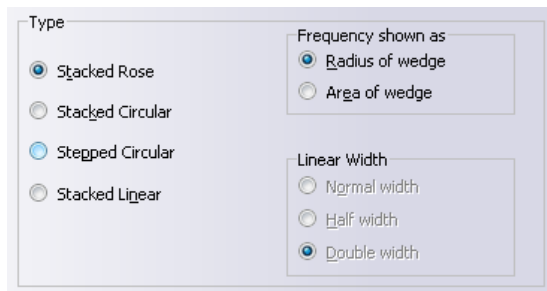 Type
Stacked Rose
Stacked Circular
Stepped Circular
Stacked Linear
Frequency shown as
Radius of wedge
Area of wedge
Linear Width
Normal width
Half width
Double width